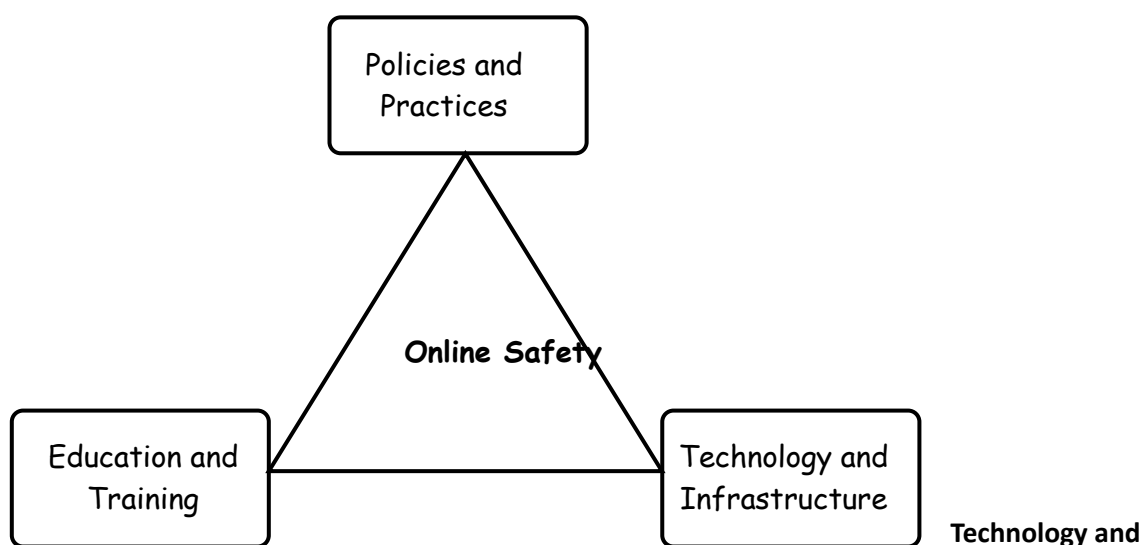 Policies and
Practices
Online Safety
Education and
Training
Technology and
Infrastructure
Technology and